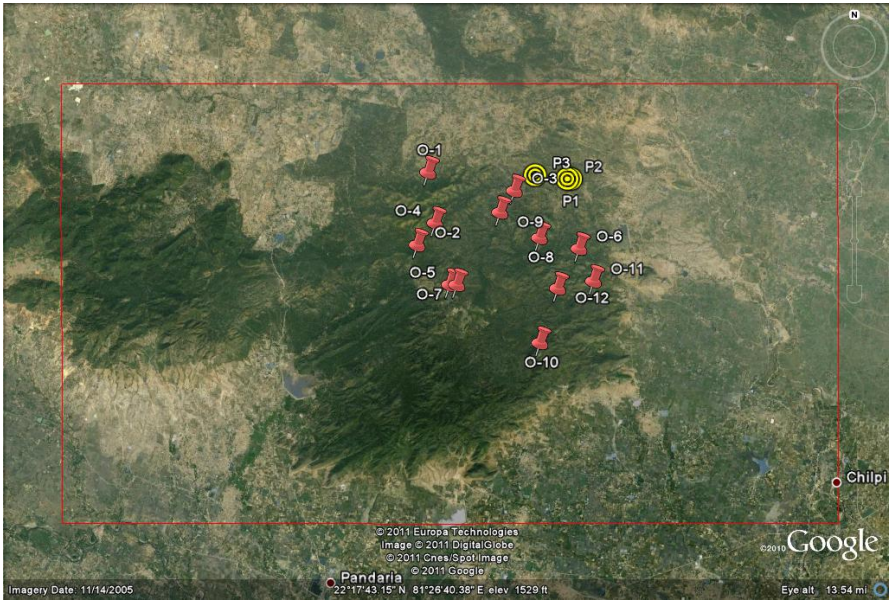 N
O-1
P3
P2
O-3
P1
O-4
O-2
O-9
O-6
O-8
O-5
O-11
O-7
O-12
O-10
Chilpi
© 2011 Europa Technologies
Image © 2011 DigitalGlobe
© 2011 Cnes/Spot Image
© 2011 Google
©2010 Google
Pandaria
Imagery Date: 11/14/2005 22°17'43.15" N 81°26'40.38" E elev 1529 ft Eye alt 13.54 mi